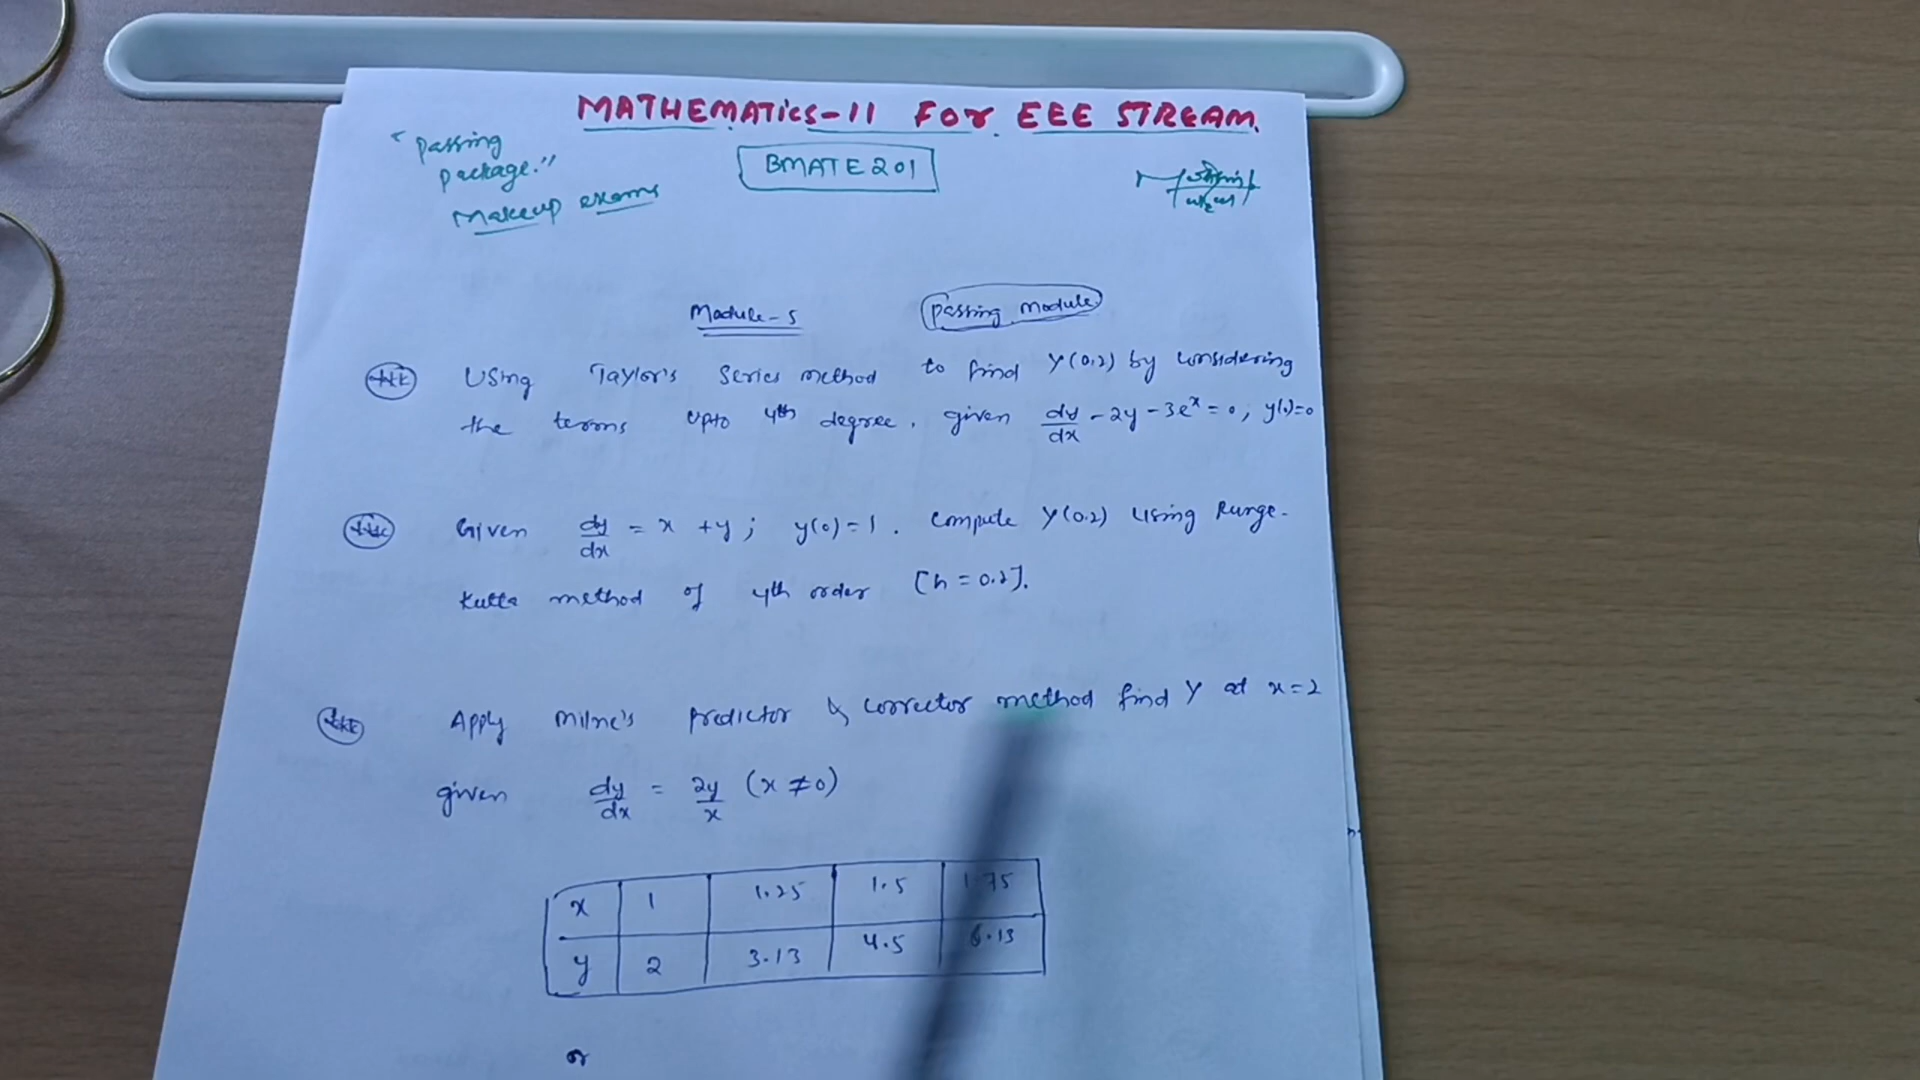 MATHEMATICS-II FOR EEE STREAM.
"Passing
package."
Makeup exams
BMATE201
Module-5
Passing module
Using Taylor's Series method to find y(0.2) by considering
the terms upto 4th degree. given dy/dx - 2y - 3e^x = 0; y(0)=0
Given dy/dx = x + y; y(0) = 1. Compute y(0.2) using Runge-
Kutta method of 4th order [h = 0.2].
Apply Milne's predictor & corrector method find y at x=2
given dy/dx = 2y/x (x ≠ 0)
x 1 1.25 1.5 1.75
y 2 3.13 4.5 6.13
or